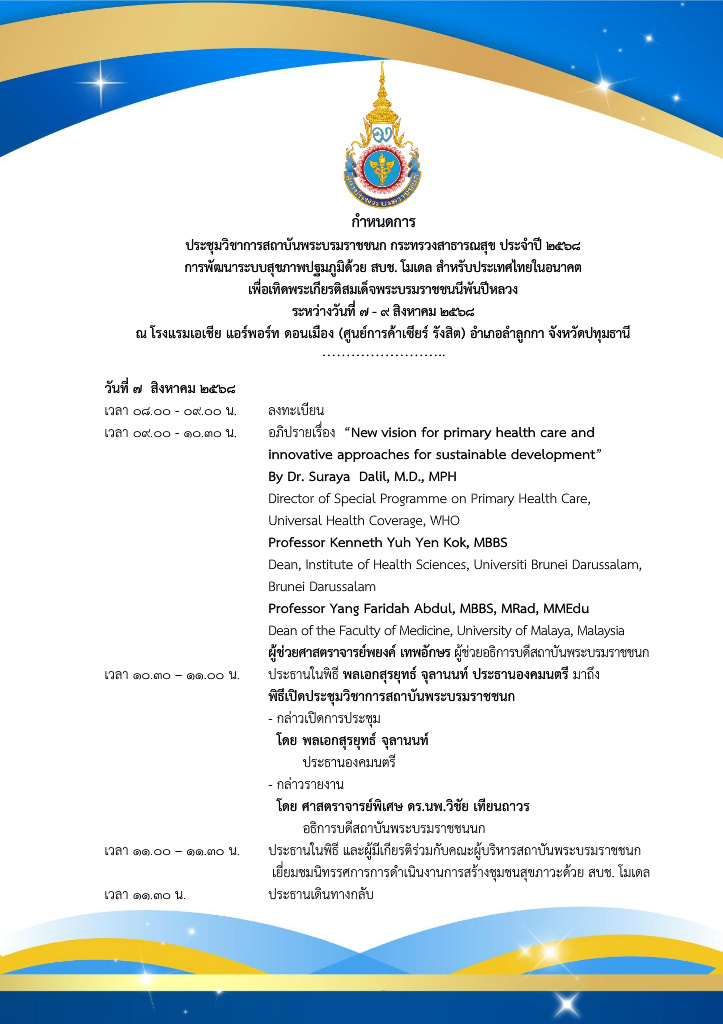 กำหนดการ
ประชุมวิชาการสถาบันพระบรมราชชนก กระทรวงสาธารณสุข ประจำปี ๒๕๖๘
การพัฒนาระบบสุขภาพปฐมภูมิด้วย สบช. โมเดล สำหรับประเทศไทยในอนาคต
เพื่อเทิดพระเกียรติสมเด็จพระบรมราชชนนีพันปีหลวง
ระหว่างวันที่ ๗ - ๙ สิงหาคม ๒๕๖๘
ณ โรงแรมเอเชีย แอร์พอร์ท ดอนเมือง (ศูนย์การค้าเซียร์ รังสิต) อำเภอลำลูกกา จังหวัดปทุมธานี
……………………..
วันที่ ๗ สิงหาคม ๒๕๖๘
เวลา ๐๘.๐๐ - ๐๙.๐๐ น. ลงทะเบียน
เวลา ๐๙.๐๐ - ๑๐.๓๐ น. อภิปรายเรื่อง “New vision for primary health care and
innovative approaches for sustainable development”
By Dr. Suraya Dalil, M.D., MPH
Director of Special Programme on Primary Health Care,
Universal Health Coverage, WHO
Professor Kenneth Yuh Yen Kok, MBBS
Dean, Institute of Health Sciences, Universiti Brunei Darussalam,
Brunei Darussalam
Professor Yang Faridah Abdul, MBBS, MRad, MMEdu
Dean of the Faculty of Medicine, University of Malaya, Malaysia
ผู้ช่วยศาสตราจารย์พยงค์ เทพอักษร ผู้ช่วยอธิการบดีสถาบันพระบรมราชชนก
เวลา ๑๐.๓๐ – ๑๑.๐๐ น. ประธานในพิธี พลเอกสุรยุทธ์ จุลานนท์ ประธานองคมนตรี มาถึง
พิธีเปิดประชุมวิชาการสถาบันพระบรมราชชนก
- กล่าวเปิดการประชุม
โดย พลเอกสุรยุทธ์ จุลานนท์
ประธานองคมนตรี
- กล่าวรายงาน
โดย ศาสตราจารย์พิเศษ ดร.นพ.วิชัย เทียนถาวร
อธิการบดีสถาบันพระบรมราชชนนก
เวลา ๑๑.๐๐ – ๑๑.๓๐ น. ประธานในพิธี และผู้มีเกียรติร่วมกับคณะผู้บริหารสถาบันพระบรมราชชนก
เยี่ยมชมนิทรรศการการดำเนินงานการสร้างชุมชนสุขภาวะด้วย สบช. โมเดล
เวลา ๑๑.๓๐ น. ประธานเดินทางกลับ